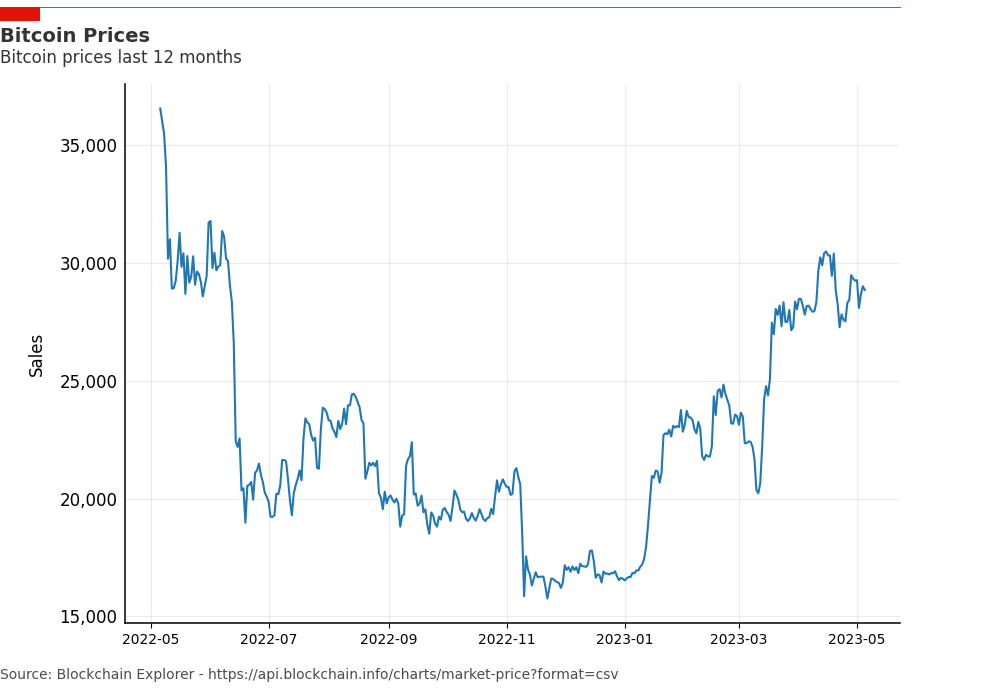 Bitcoin Prices
Bitcoin prices last 12 months
35,000
30,000
Sales
25,000
20,000
15,000
2022-05 2022-07 2022-09 2022-11 2023-01 2023-03 2023-05
Source: Blockchain Explorer - https://api.blockchain.info/charts/market-price?format=csv